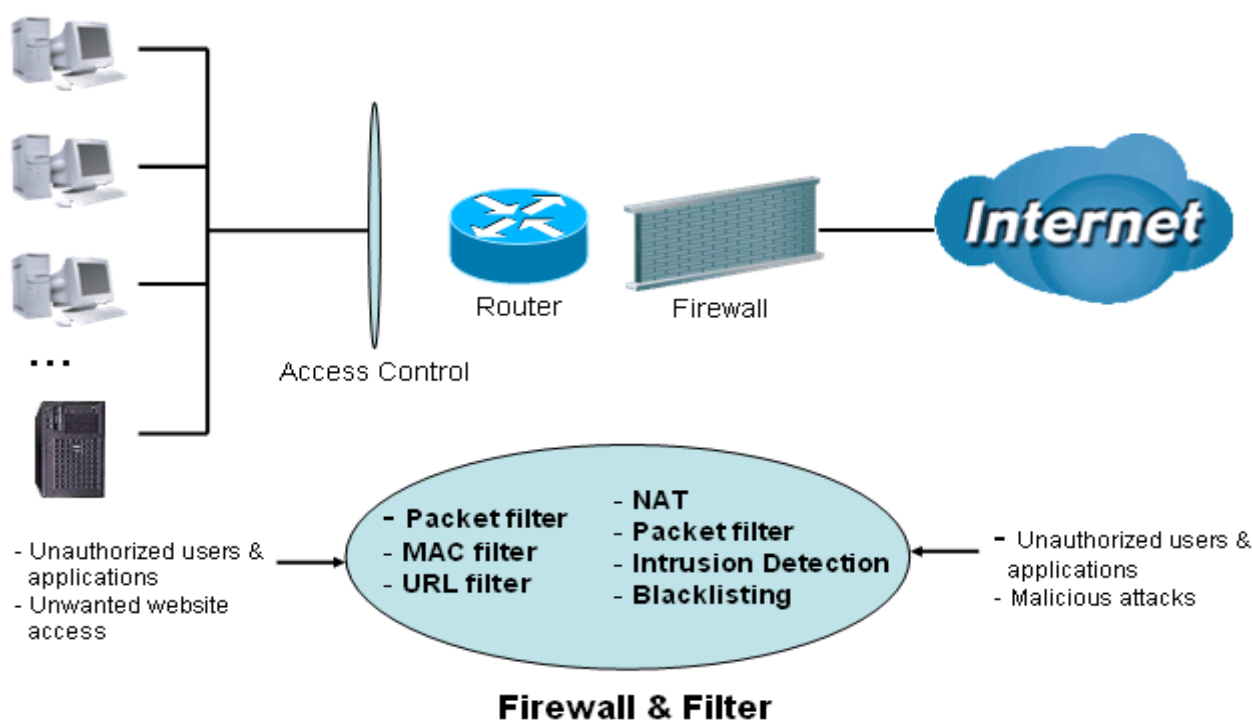 Internet
Router
Firewall
...
Access Control
- Packet filter
- MAC filter
- URL filter
- NAT
- Packet filter
- Intrusion Detection
- Blacklisting
- Unauthorized users &
applications
- Unwanted website
access
- Unauthorized users &
applications
- Malicious attacks
Firewall & Filter